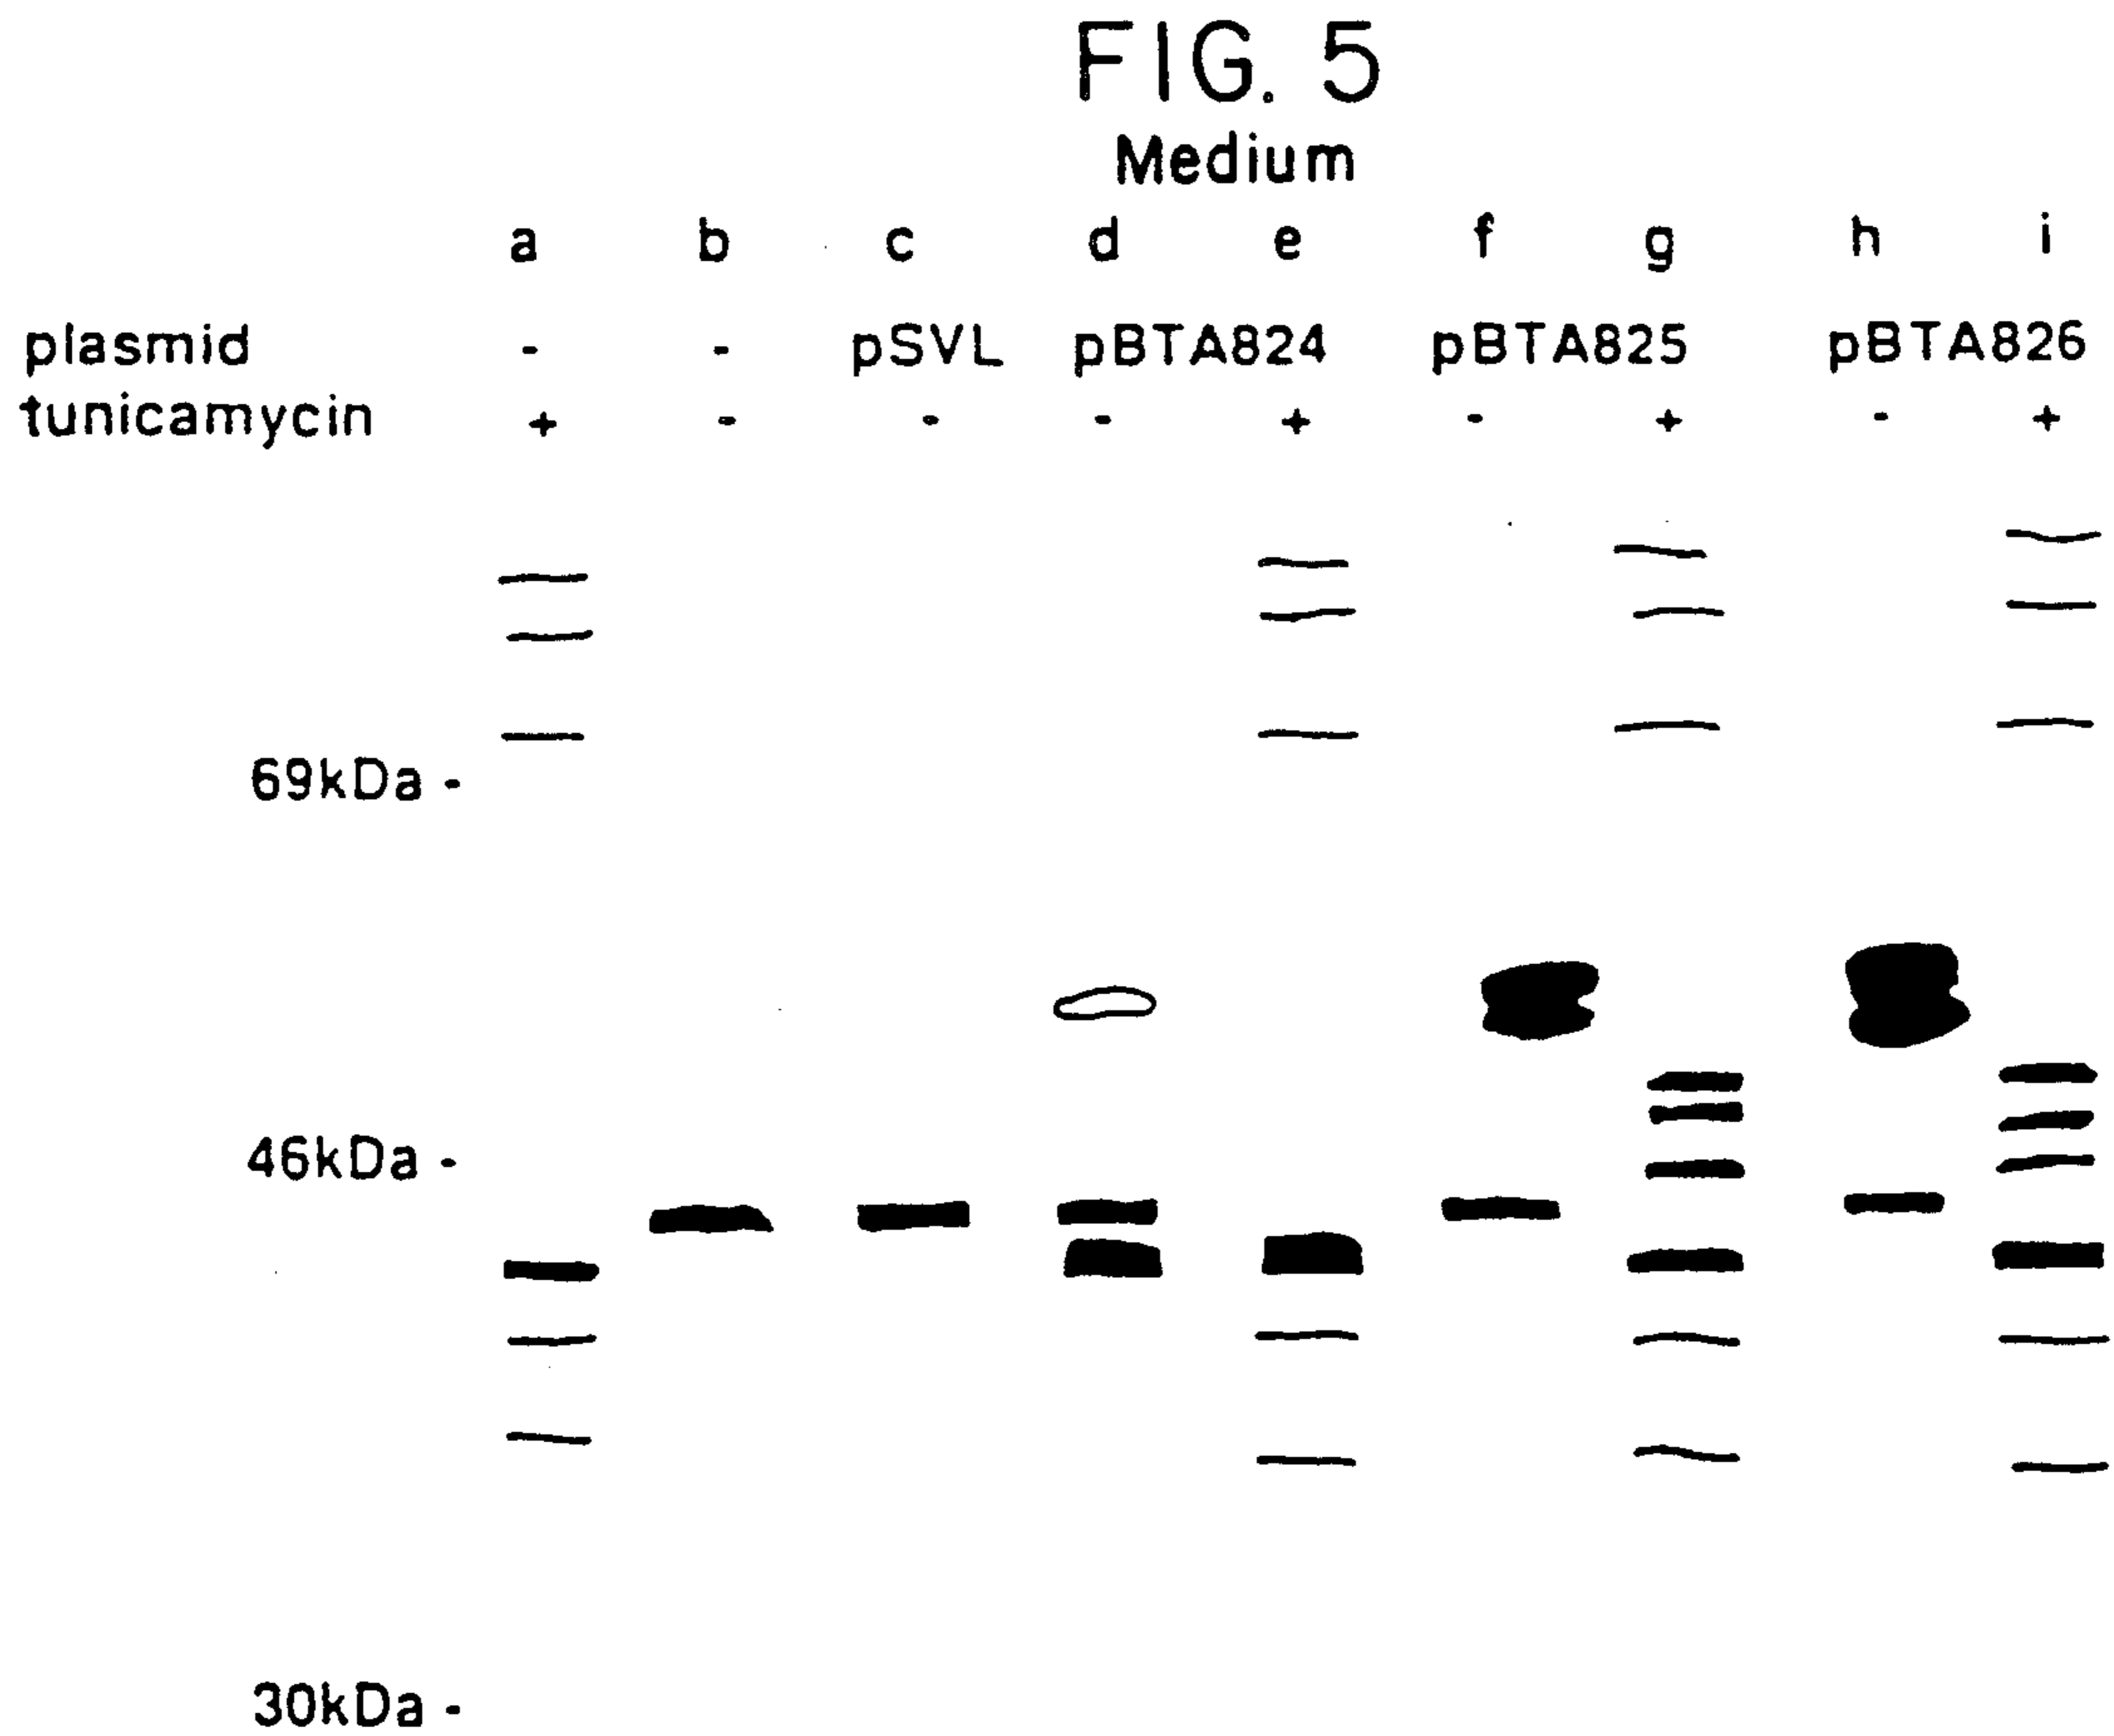 FIG. 5
Medium
a b c d e f g h i
plasmid - - pSVL pBTA824 pBTA825 pBTA826
tunicamycin + - - - + - + - +
69kDa -
46kDa -
30kDa -